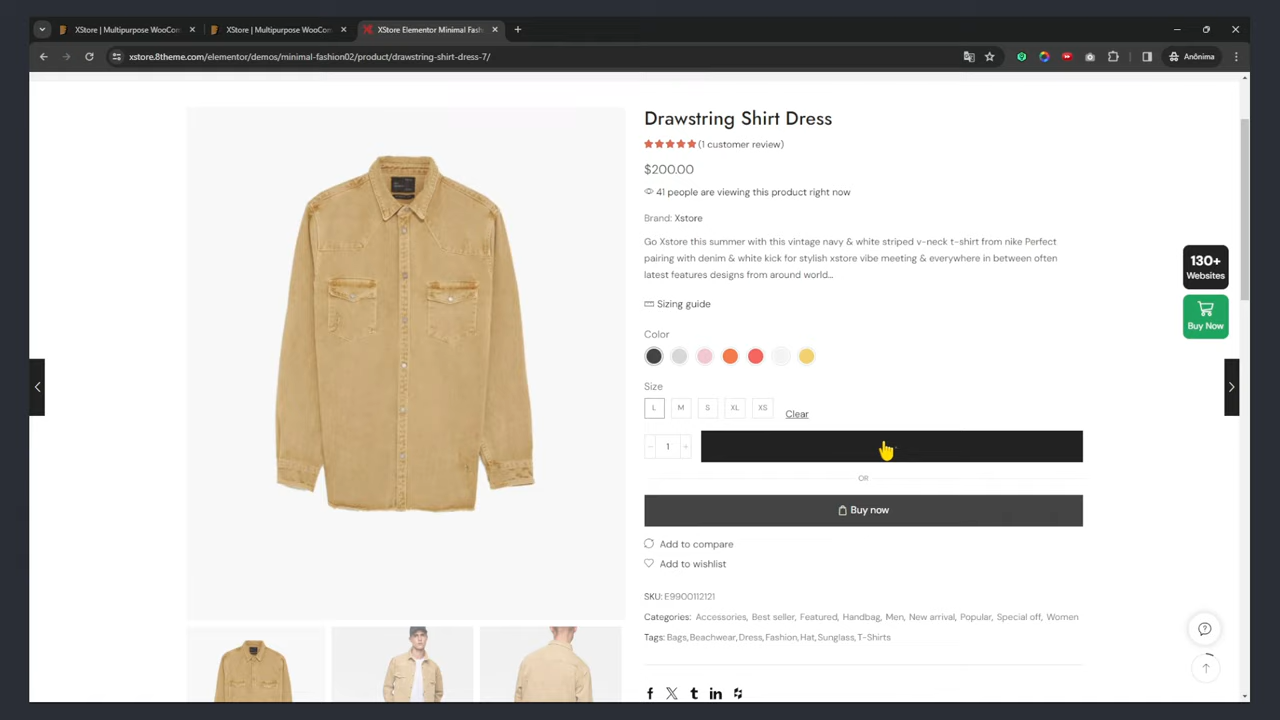 XStore | Multipurpose WooCom
XStore | Multipurpose WooCom
XStore Elementor Minimal Fash
xstore.8theme.com/elementor/demos/minimal-fashion02/product/drawstring-shirt-dress-7/
Anônima
Drawstring Shirt Dress
(1 customer review)
$200.00
41 people are viewing this product right now
Brand: Xstore
Go Xstore this summer with this vintage navy & white striped v-neck t-shirt from nike Perfect
pairing with denim & white kick for stylish xstore vibe meeting & everywhere in between often
latest features designs from around world...
Sizing guide
130+
Websites
Buy Now
Color
Size
L M S XL XS Clear
1
OR
Buy now
Add to compare
Add to wishlist
SKU: E9900112121
Categories: Accessories, Best seller, Featured, Handbag, Men, New arrival, Popular, Special off, Women
Tags: Bags, Beachwear, Dress, Fashion, Hat, Sunglass, T-Shirts